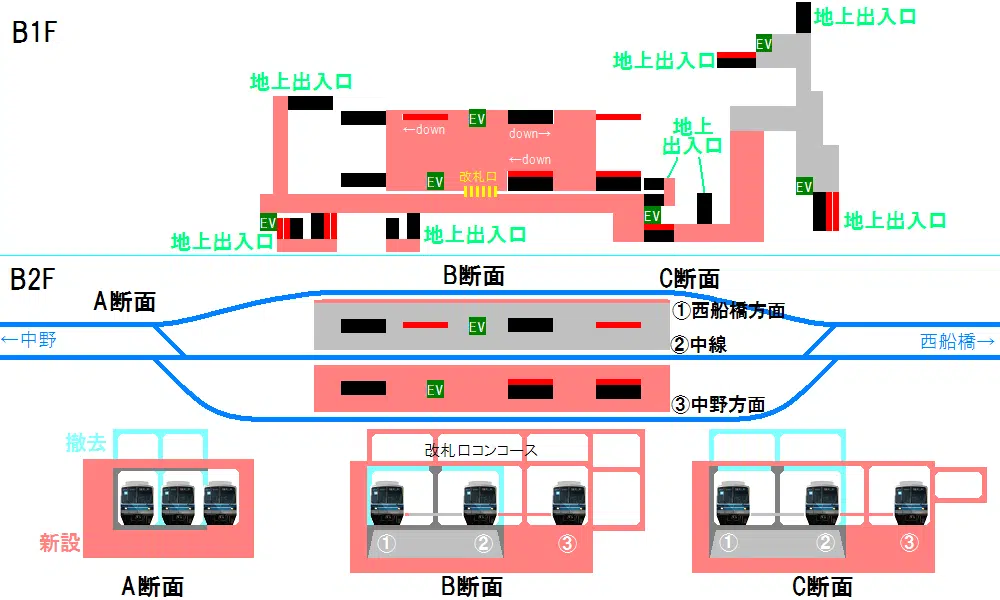 B1F
地上出入口
地上出入口
EV
地上出入口
EV
←down
down→
地上
出入口
←down
EV
改札口
EV
EV
EV
地上出入口
地上出入口
地上出入口
B2F
A断面
B断面
C断面
①西船橋方面
EV
←中野
②中線
西船橋→
EV
③中野方面
撤去
改札口コンコース
新設
① ② ③
① ② ③
A断面
B断面
C断面